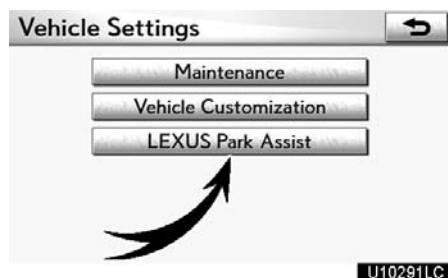 Vehicle Settings
Maintenance
Vehicle Customization
LEXUS Park Assist
U10291LC